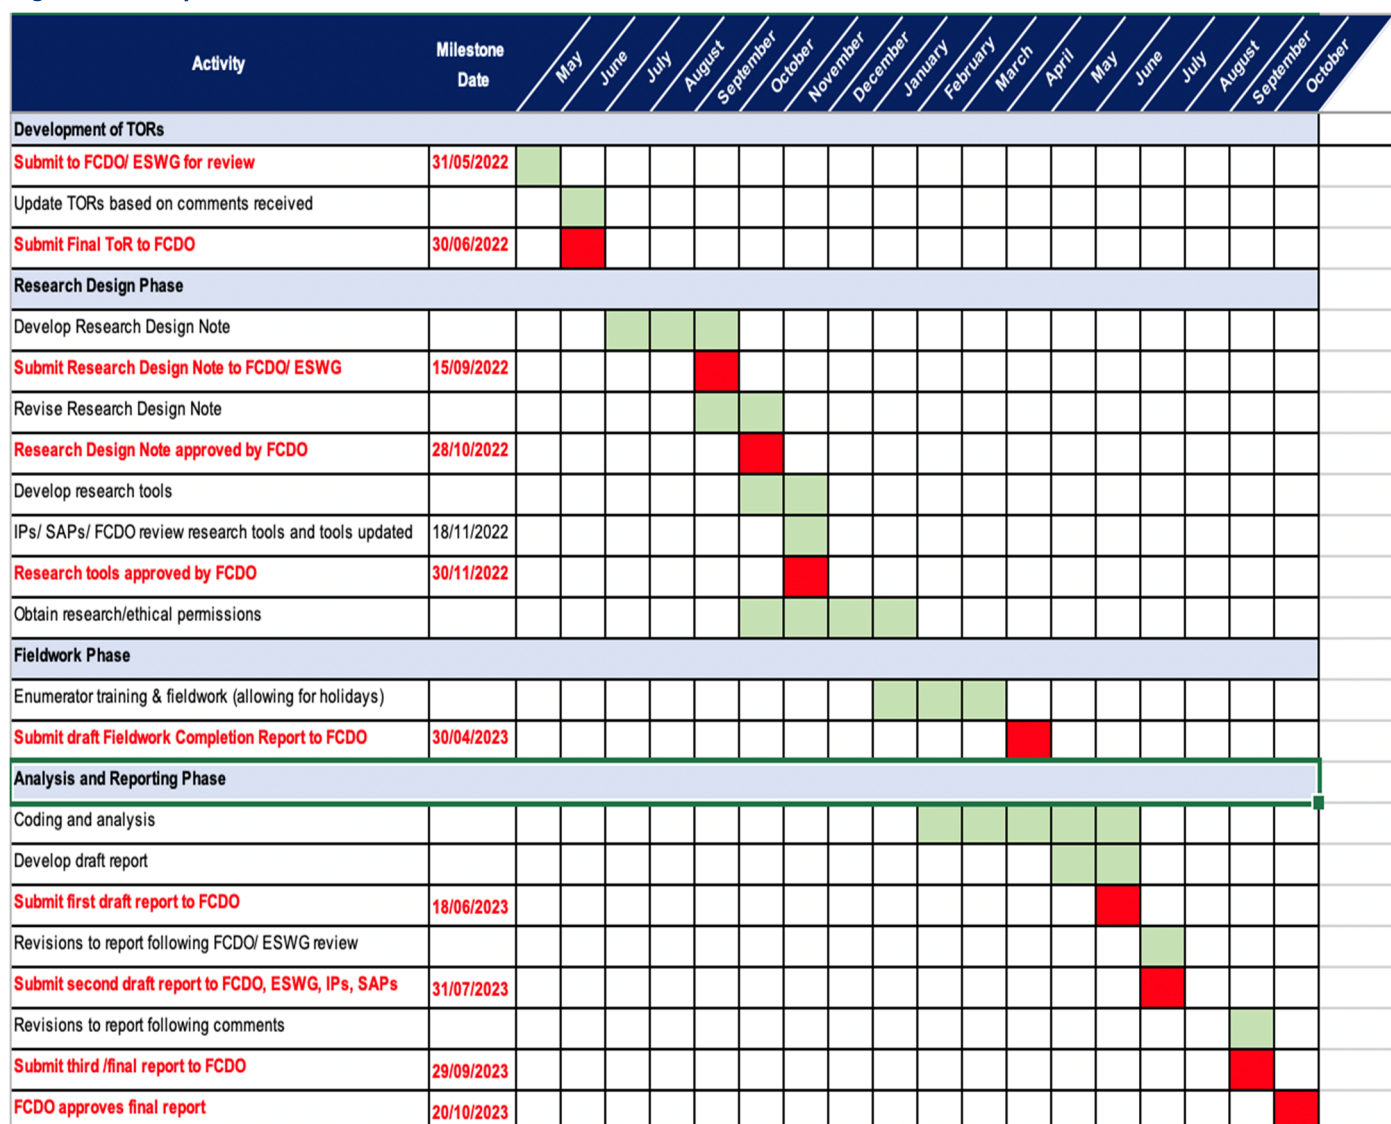 Activity
Milestone
Date
May
June
July
August
September
October
November
December
January
February
March
April
May
June
July
August
September
October
Development of TORs
Submit to FCDO/ ESWG for review 31/05/2022
Update TORs based on comments received
Submit Final ToR to FCDO 30/06/2022
Research Design Phase
Develop Research Design Note
Submit Research Design Note to FCDO/ ESWG 15/09/2022
Revise Research Design Note
Research Design Note approved by FCDO 28/10/2022
Develop research tools
IPs/ SAPs/ FCDO review research tools and tools updated 18/11/2022
Research tools approved by FCDO 30/11/2022
Obtain research/ethical permissions
Fieldwork Phase
Enumerator training & fieldwork (allowing for holidays)
Submit draft Fieldwork Completion Report to FCDO 30/04/2023
Analysis and Reporting Phase
Coding and analysis
Develop draft report
Submit first draft report to FCDO 18/06/2023
Revisions to report following FCDO/ ESWG review
Submit second draft report to FCDO, ESWG, IPs, SAPs 31/07/2023
Revisions to report following comments
Submit third /final report to FCDO 29/09/2023
FCDO approves final report 20/10/2023